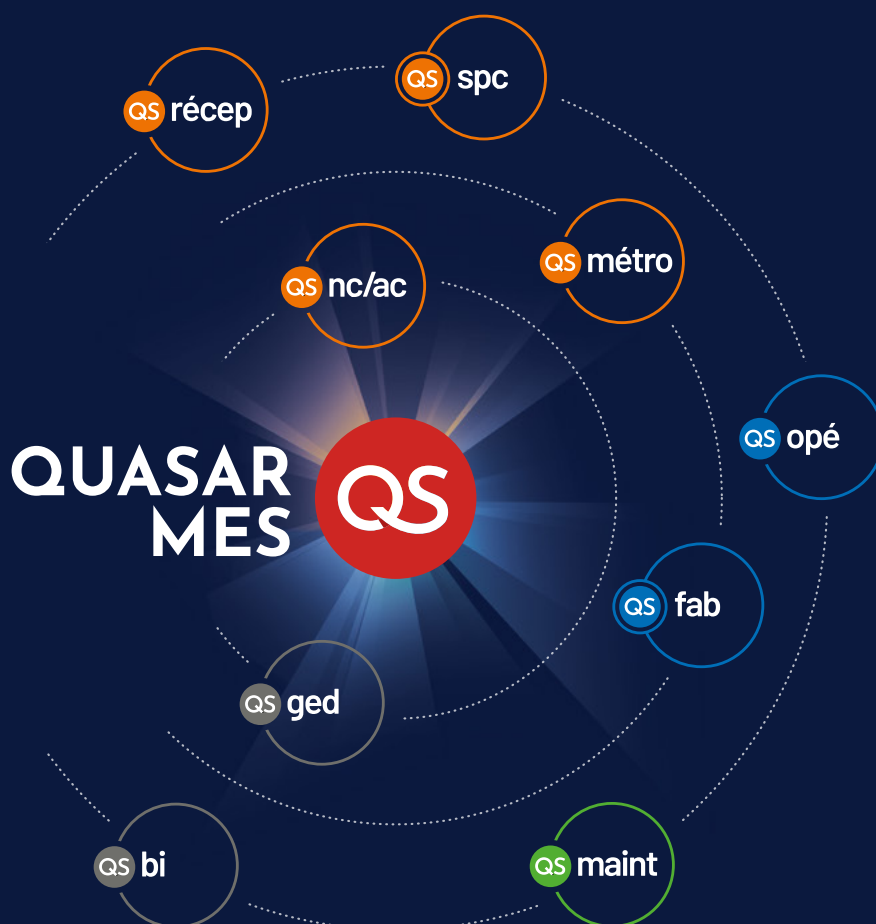 QS spc
QS récep
QS métro
QS nc/ac
QS opé
QUASAR
MES
QS
QS fab
QS ged
QS bi
QS maint